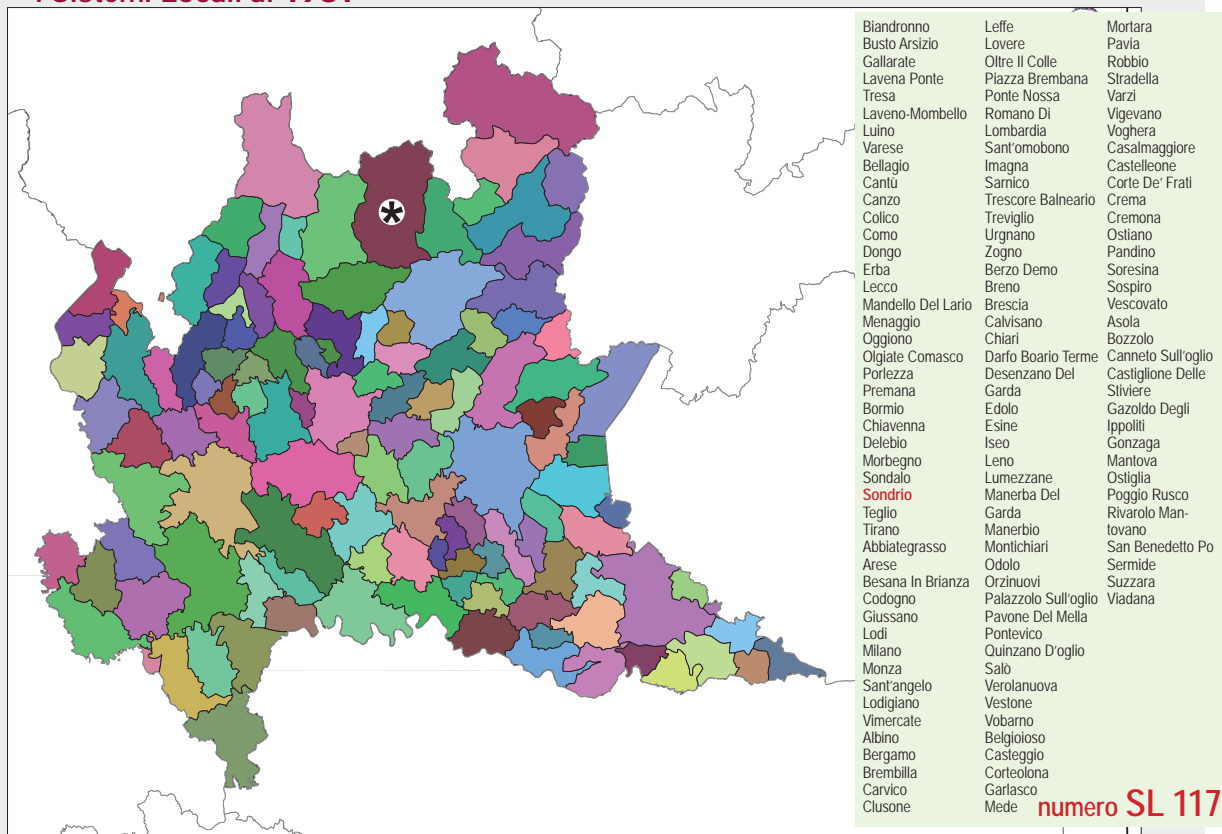 I Sistemi Locali al 1981
Biandronno
Busto Arsizio
Gallarate
Lavena Ponte
Tresa
Laveno-Mombello
Luino
Varese
Bellagio
Cantù
Canzo
Colico
Como
Dongo
Erba
Lecco
Mandello Del Lario
Menaggio
Oggiono
Olgiate Comasco
Porlezza
Premana
Bormio
Chiavenna
Delebio
Morbegno
Sondalo
Sondrio
Teglio
Tirano
Abbiategrasso
Arese
Besana In Brianza
Codogno
Giussano
Lodi
Milano
Monza
Sant'angelo
Lodigiano
Vimercate
Albino
Bergamo
Brembilla
Carvico
Clusone
Leffe
Lovere
Oltre Il Colle
Piazza Brembana
Ponte Nossa
Romano Di
Lombardia
Sant'omobono
Imagna
Sarnico
Trescore Balneario
Treviglio
Urgnano
Zogno
Berzo Demo
Breno
Brescia
Calvisano
Chiari
Darfo Boario Terme
Desenzano Del
Garda
Edolo
Esine
Iseo
Leno
Lumezzane
Manerba Del
Garda
Manerbio
Montichiari
Odolo
Orzinuovi
Palazzolo Sull'oglio
Pavone Del Mella
Pontevico
Quinzano D'oglio
Salò
Verolanuova
Vestone
Vobarno
Belgioioso
Casteggio
Corteolona
Garlasco
Mede
Mortara
Pavia
Robbio
Stradella
Varzi
Vigevano
Voghera
Casalmaggiore
Castelleone
Corte De' Frati
Crema
Cremona
Ostiano
Pandino
Soresina
Sospiro
Vescovato
Asola
Bozzolo
Canneto Sull'oglio
Castiglione Delle
Stiviere
Gazoldo Degli
Ippoliti
Gonzaga
Mantova
Ostiglia
Poggio Rusco
Rivarolo Man-
tovano
San Benedetto Po
Sermide
Suzzara
Viadana
numero SL 117